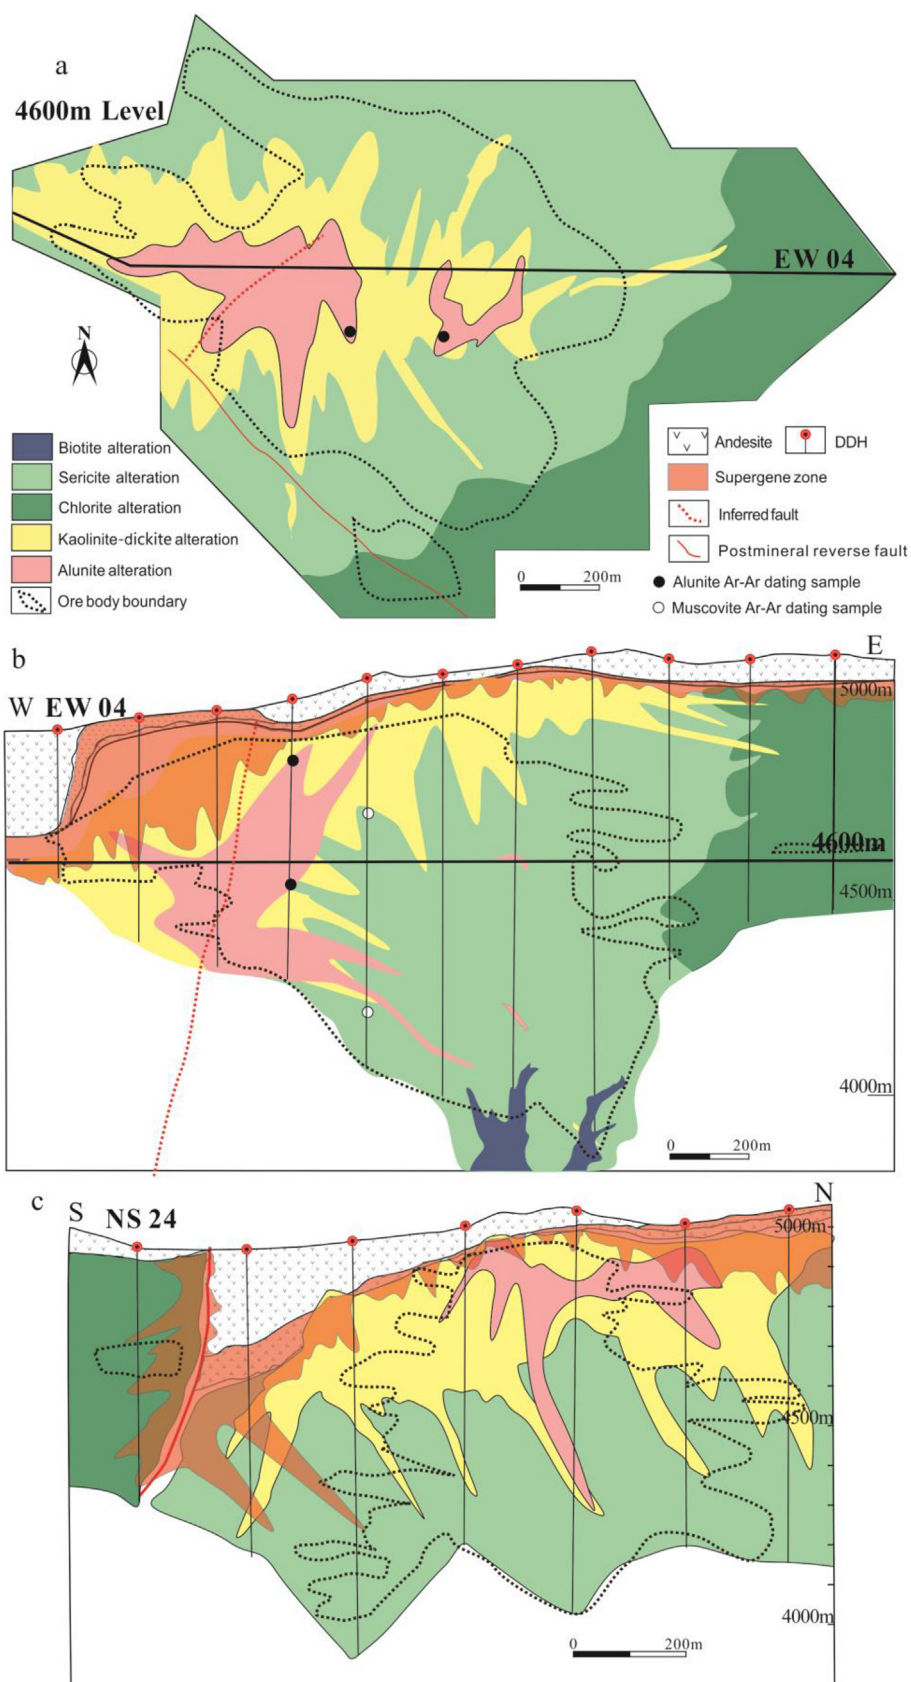 a
4600m Level
EW 04
N
Biotite alteration
Sericite alteration
Chlorite alteration
Kaolinite-dickite alteration
Alunite alteration
Ore body boundary
0 200m
Andesite
DDH
Supergene zone
Inferred fault
Postmineral reverse fault
Alunite Ar-Ar dating sample
Muscovite Ar-Ar dating sample
b
E
W EW 04
5000m
4600m
4500m
4000m
0 200m
c
S
NS 24
N
5000m
4500m
4000m
0 200m